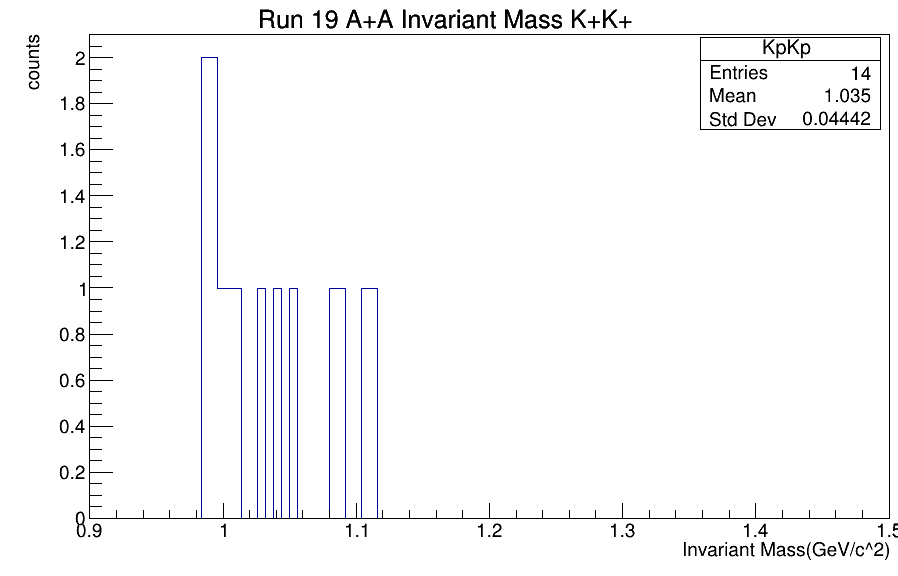 Run 19 A+A Invariant Mass K+K+
counts
KpKp
Entries 14
Mean 1.035
Std Dev 0.04442
2
1.8
1.6
1.4
1.2
1
0.8
0.6
0.4
0.2
0
0.9 1 1.1 1.2 1.3 1.4 1.5
Invariant Mass(GeV/c^2)